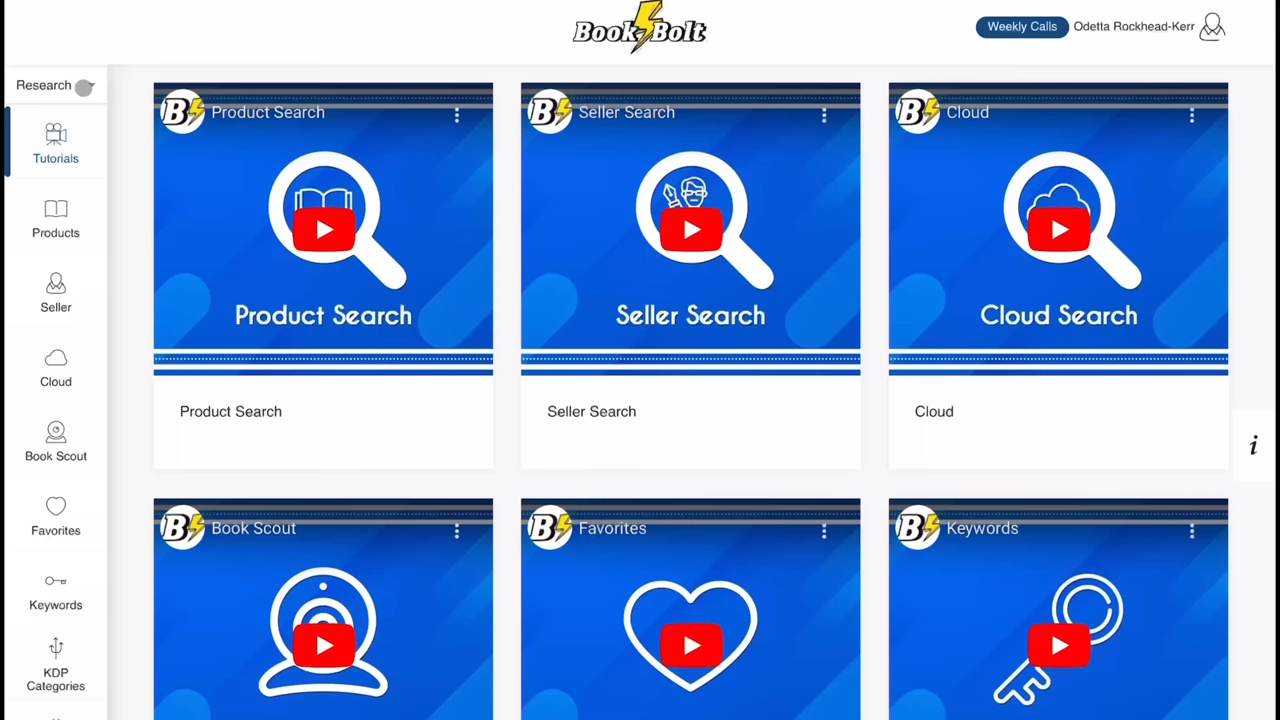 Book Bolt
Weekly Calls
Odetta Rockhead-Kerr
Research
Tutorials
Products
Seller
Cloud
Book Scout
Favorites
Keywords
KDP
Categories
B Product Search
Product Search
Product Search
B Seller Search
Seller Search
Seller Search
B Cloud
Cloud Search
Cloud
B Book Scout
B Favorites
B Keywords
i